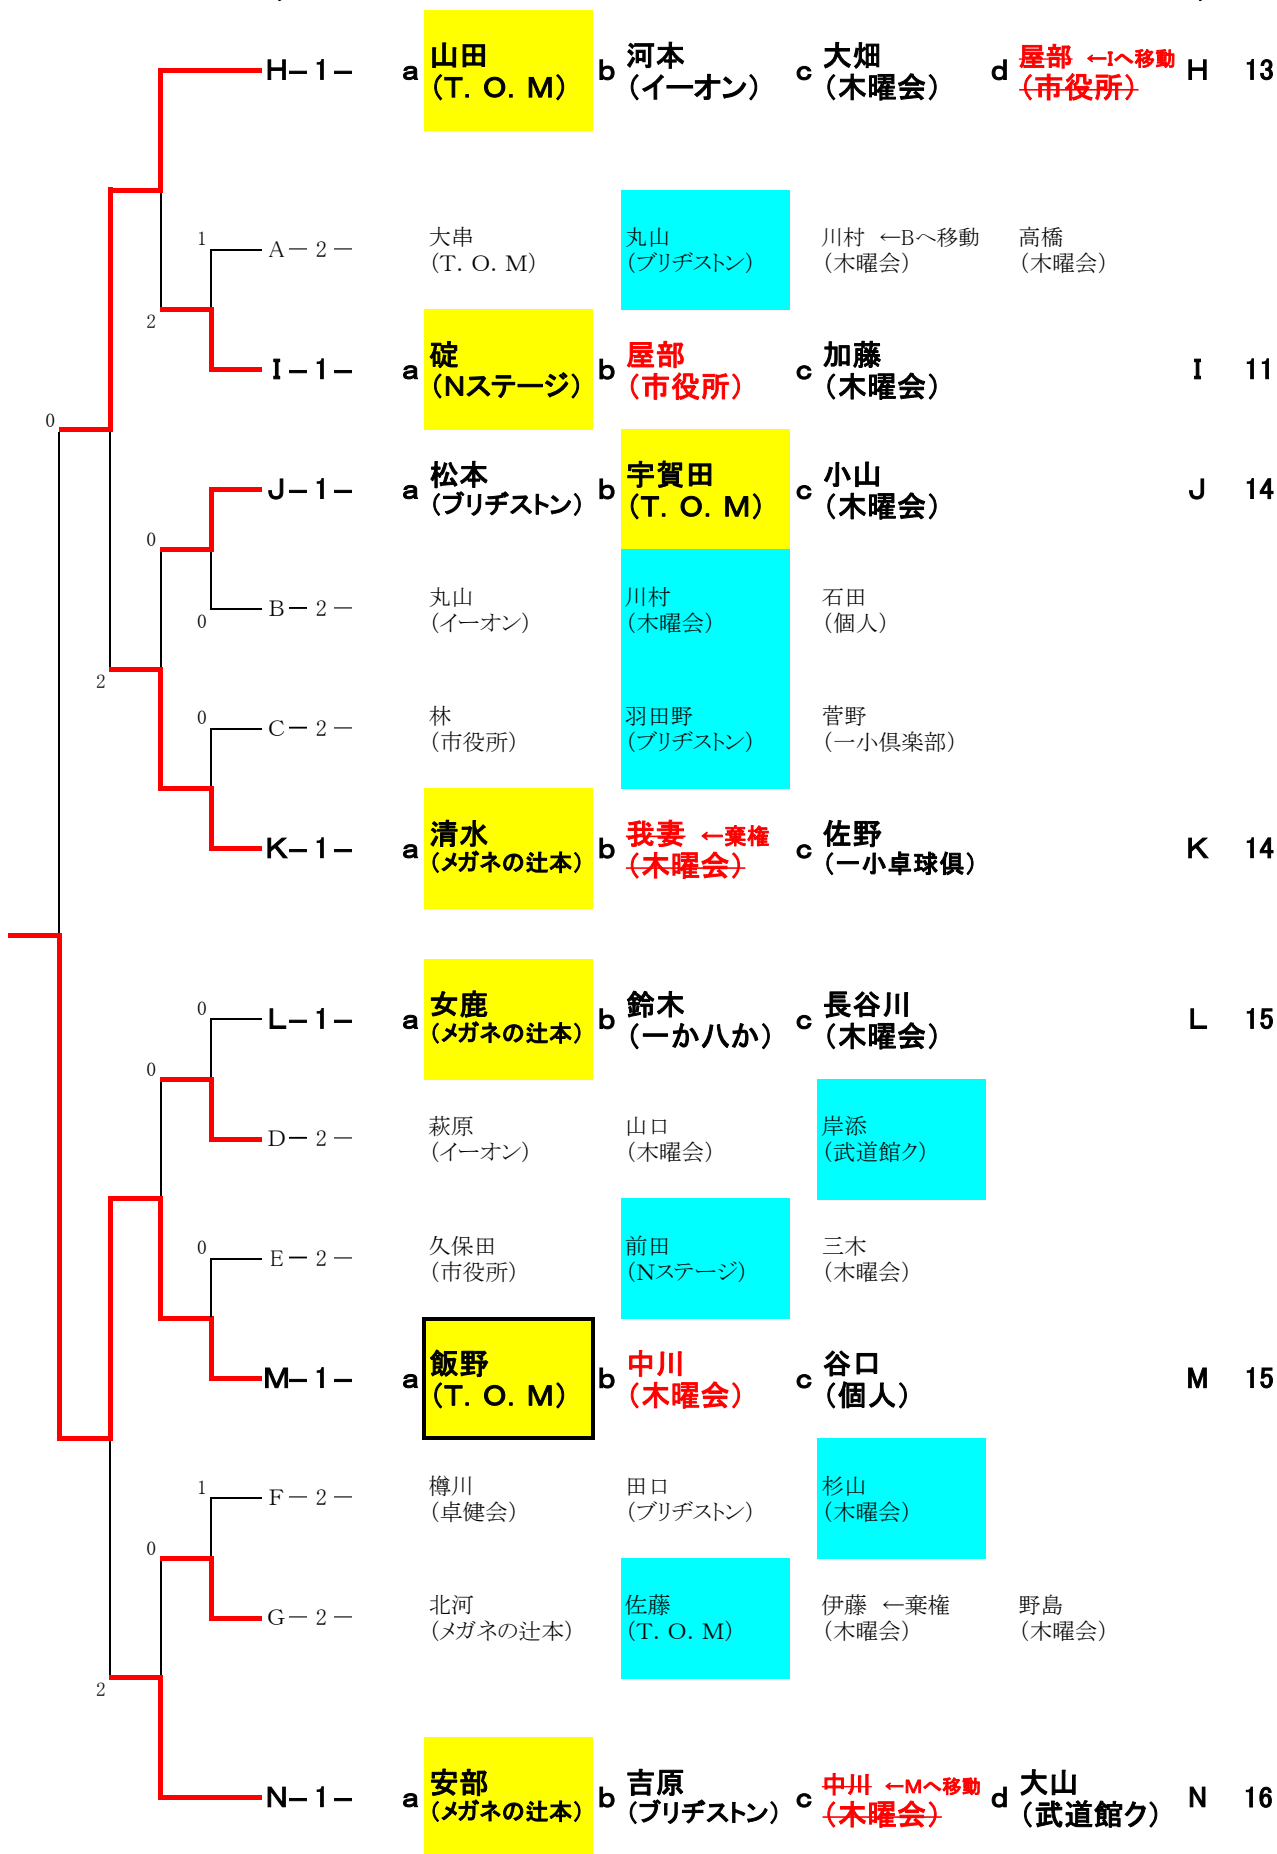 H－1－ a 山田 b 河本 c 大畑 d 屋部 ←Iへ移動 H 13
（T．O．M） （イーオン） （木曜会） （市役所）
1 A－2－ 大串 丸山 川村 ←Bへ移動 高橋
（T．O．M） （ブリヂストン） （木曜会） （木曜会）
2
I－1－ a 碇 b 屋部 c 加藤 I 11
（Nステージ） （市役所） （木曜会）
0
J－1－ a 松本 b 宇賀田 c 小山 J 14
（ブリヂストン） （T．O．M） （木曜会）
0
B－2－ 丸山 川村 石田
0 （イーオン） （木曜会） （個人）
2
0 C－2－ 林 羽田野 菅野
（市役所） （ブリヂストン） （一小倶楽部）
K－1－ a 清水 b 我妻 ←棄権 c 佐野 K 14
（メガネの辻本） （木曜会） （一小卓球倶）
0 L－1－ a 女鹿 b 鈴木 c 長谷川 L 15
（メガネの辻本） （一か八か） （木曜会）
0
D－2－ 萩原 山口 岸添
（イーオン） （木曜会） （武道館ク）
0 E－2－ 久保田 前田 三木
（市役所） （Nステージ） （木曜会）
M－1－ a 飯野 b 中川 c 谷口 M 15
（T．O．M） （木曜会） （個人）
1 F－2－ 樽川 田口 杉山
（卓健会） （ブリヂストン） （木曜会）
0
G－2－ 北河 佐藤 伊藤 ←棄権 野島
（メガネの辻本） （T．O．M） （木曜会） （木曜会）
2
N－1－ a 安部 b 吉原 c 中川 ←Mへ移動 d 大山 N 16
（メガネの辻本） （ブリヂストン） （木曜会） （武道館ク）